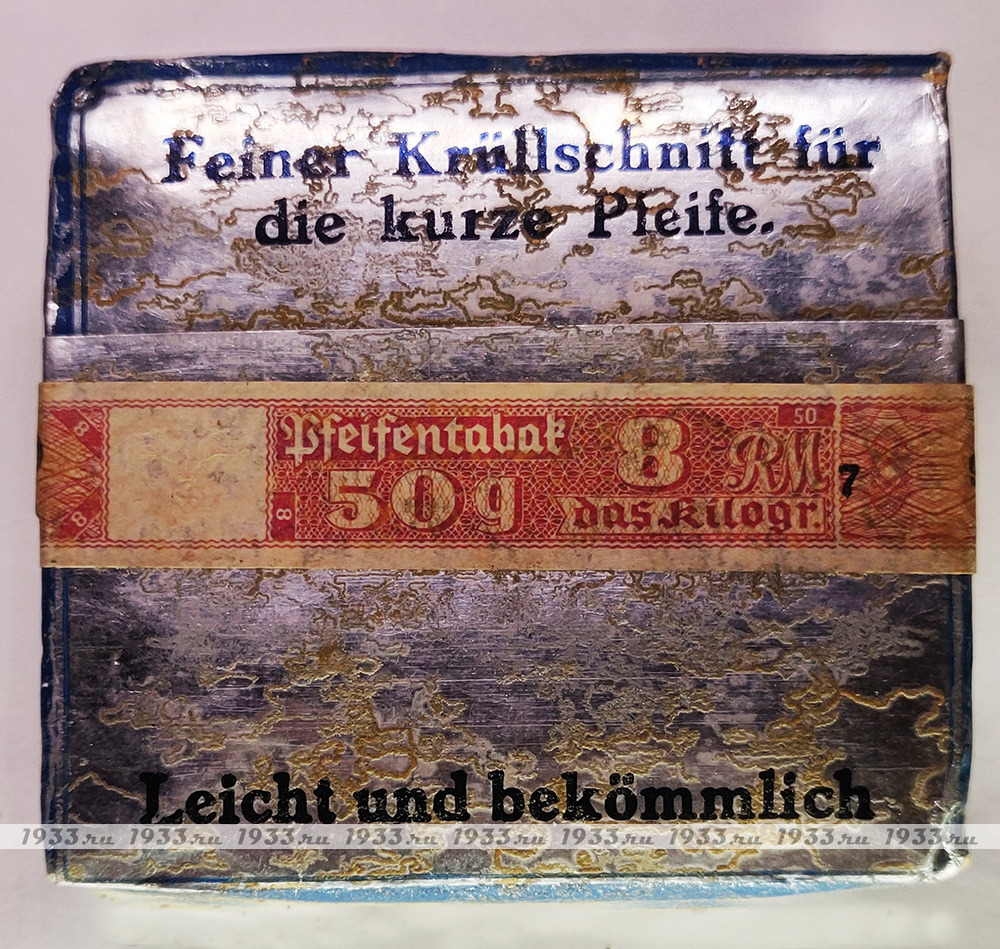 Feiner Krüllschnitt für
die kurze Pfeife.
8
8
8
Pfeifentabak
50g
8 RM
das Kilogr.
50
7
Leicht und bekömmlich
1933.ru 1933.ru 1933.ru 1933.ru 1933.ru 1933.ru 1933.ru 1933.ru 1933.ru